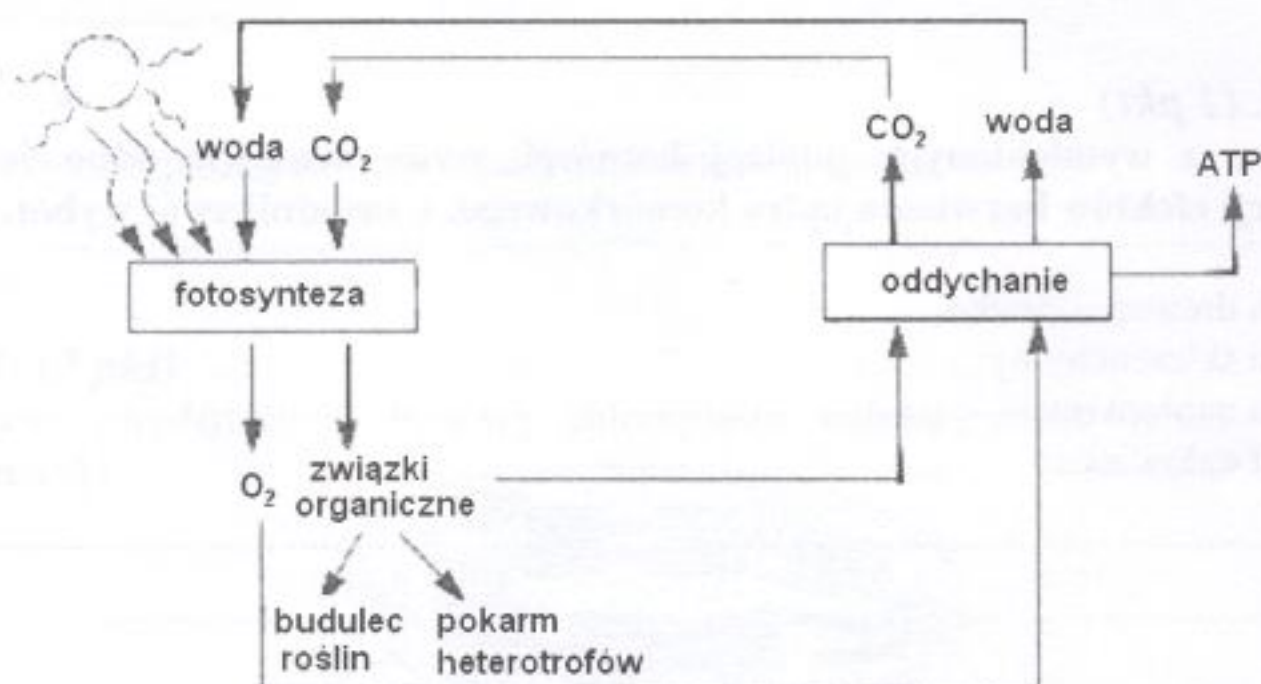 woda CO₂
CO₂ woda
ATP
fotosynteza
oddychanie
O₂ związki
organiczne
budulec pokarm
roślin heterotrofów